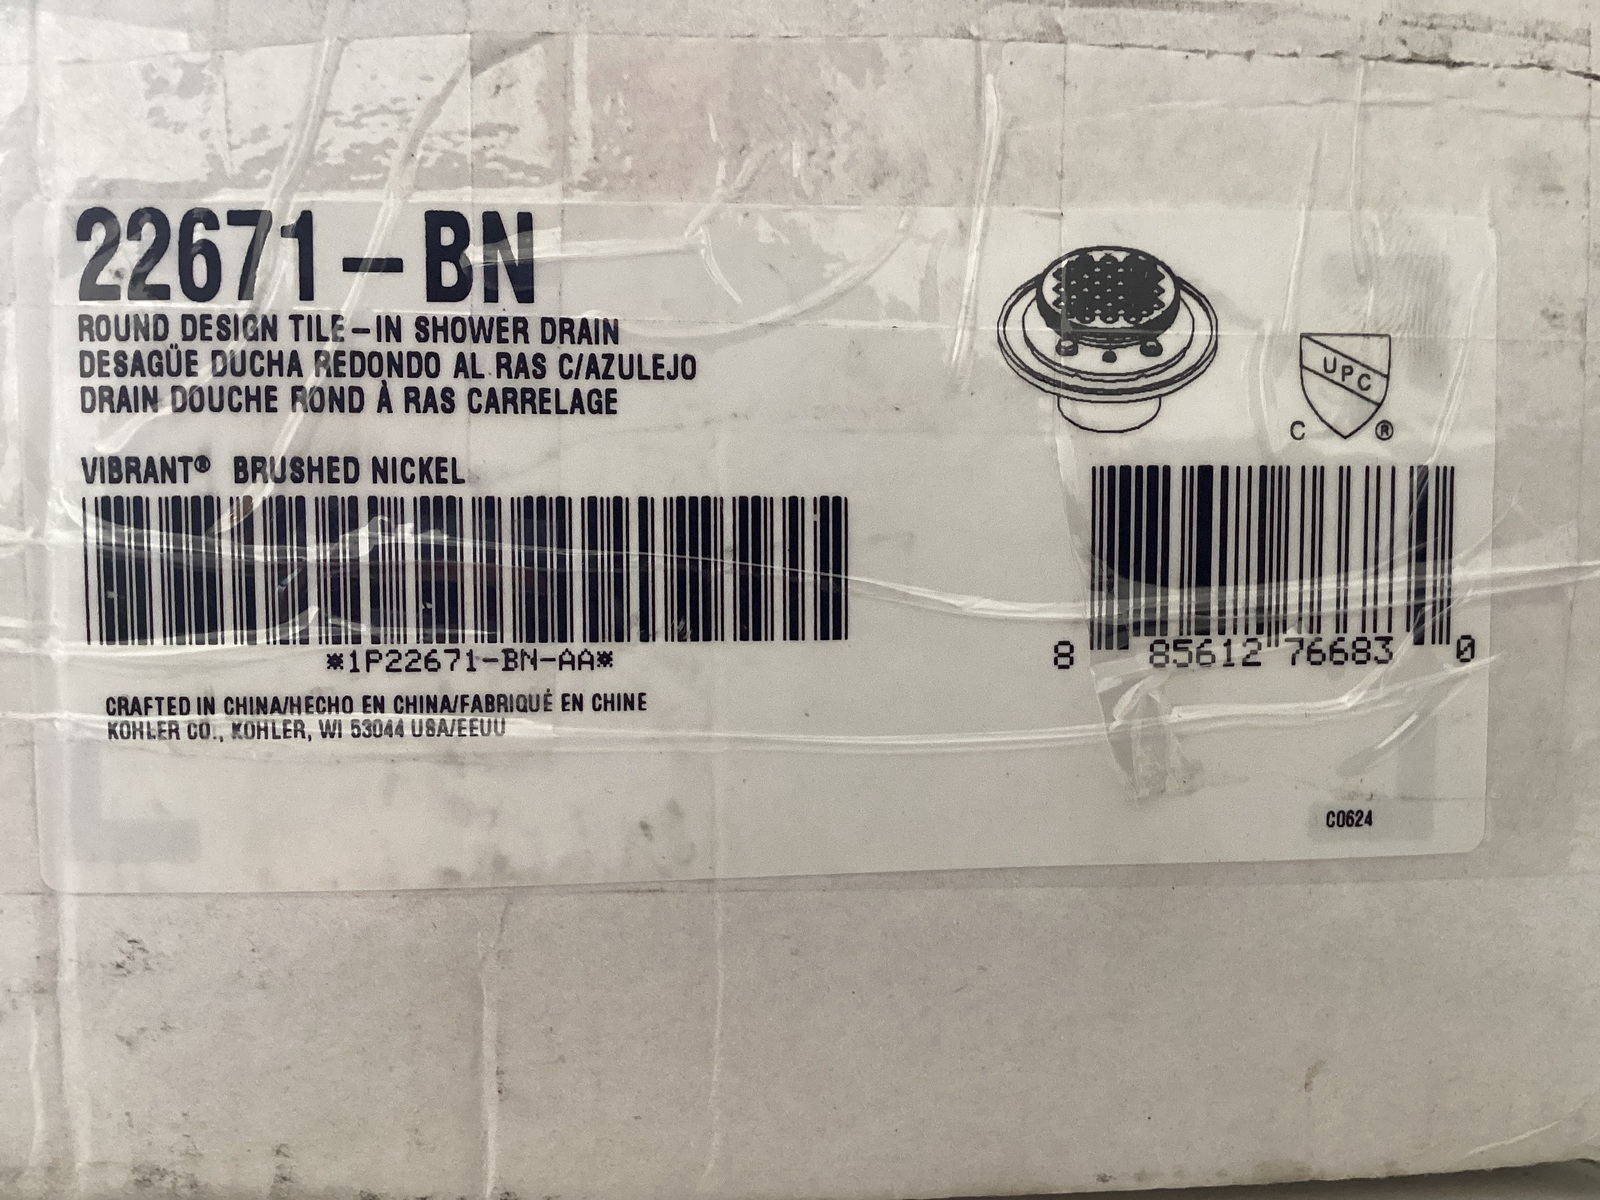 22671-BN
ROUND DESIGN TILE-IN SHOWER DRAIN
DESAGÜE DUCHA REDONDO AL RAS C/AZULEJO
DRAIN DOUCHE ROND À RAS CARRELAGE
VIBRANT® BRUSHED NICKEL
*1P22671-BN-AA*
CRAFTED IN CHINA/HECHO EN CHINA/FABRIQUÉ EN CHINE
KOHLER CO., KOHLER, WI 53044 USA/EEUU
UPC
C ®
8 85612 76683 0
C0624